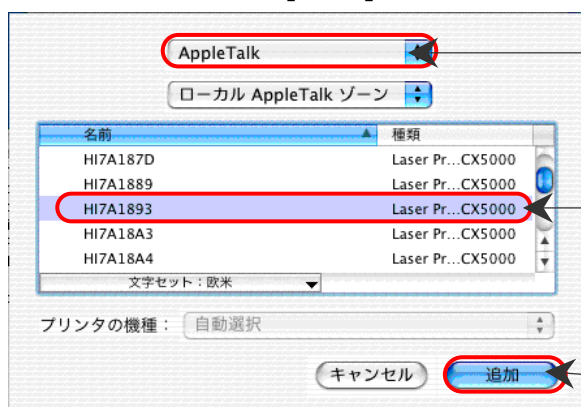 AppleTalk
ローカル AppleTalk ゾーン
名前 種類
HI7A187D Laser Pr...CX5000
HI7A1889 Laser Pr...CX5000
HI7A1893 Laser Pr...CX5000
HI7A18A3 Laser Pr...CX5000
HI7A18A4 Laser Pr...CX5000
文字セット：欧米
プリンタの機種： 自動選択
キャンセル 追加